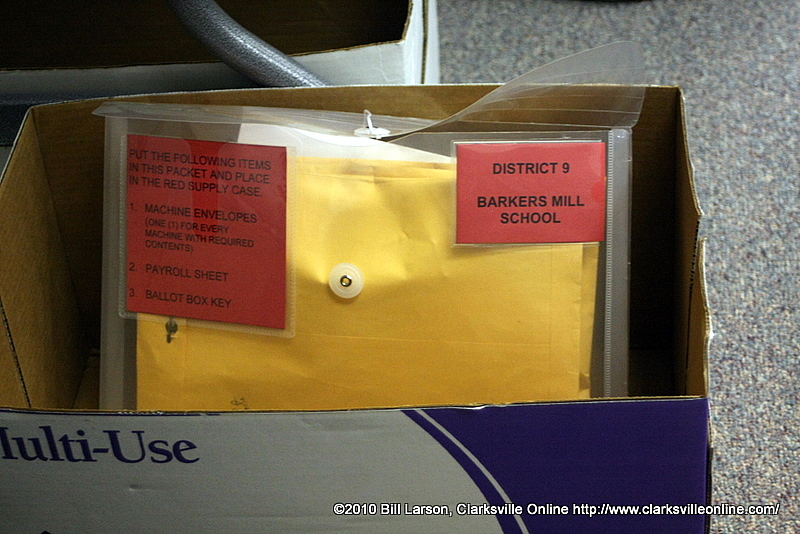 PUT THE FOLLOWING ITEMS
IN THIS PACKET AND PLACE
IN THE RED SUPPLY CASE.
1. MACHINE ENVELOPES
(ONE (1) FOR EVERY
MACHINE WITH REQUIRED
CONTENTS)
2. PAYROLL SHEET
3. BALLOT BOX KEY
DISTRICT 9
BARKERS MILL
SCHOOL
Multi-Use
©2010 Bill Larson, Clarksville Online http://www.clarksvilleonline.com/